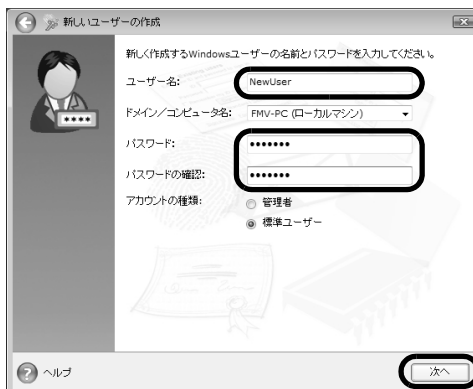 新しいユーザーの作成
新しく作成するWindowsユーザーの名前とパスワードを入力してください。
ユーザー名: NewUser
ドメイン／コンピュータ名: FMV-PC (ローカルマシン)
パスワード: •••••••
パスワードの確認: •••••••
アカウントの種類: 管理者
標準ユーザー
****
ヘルプ
次へ